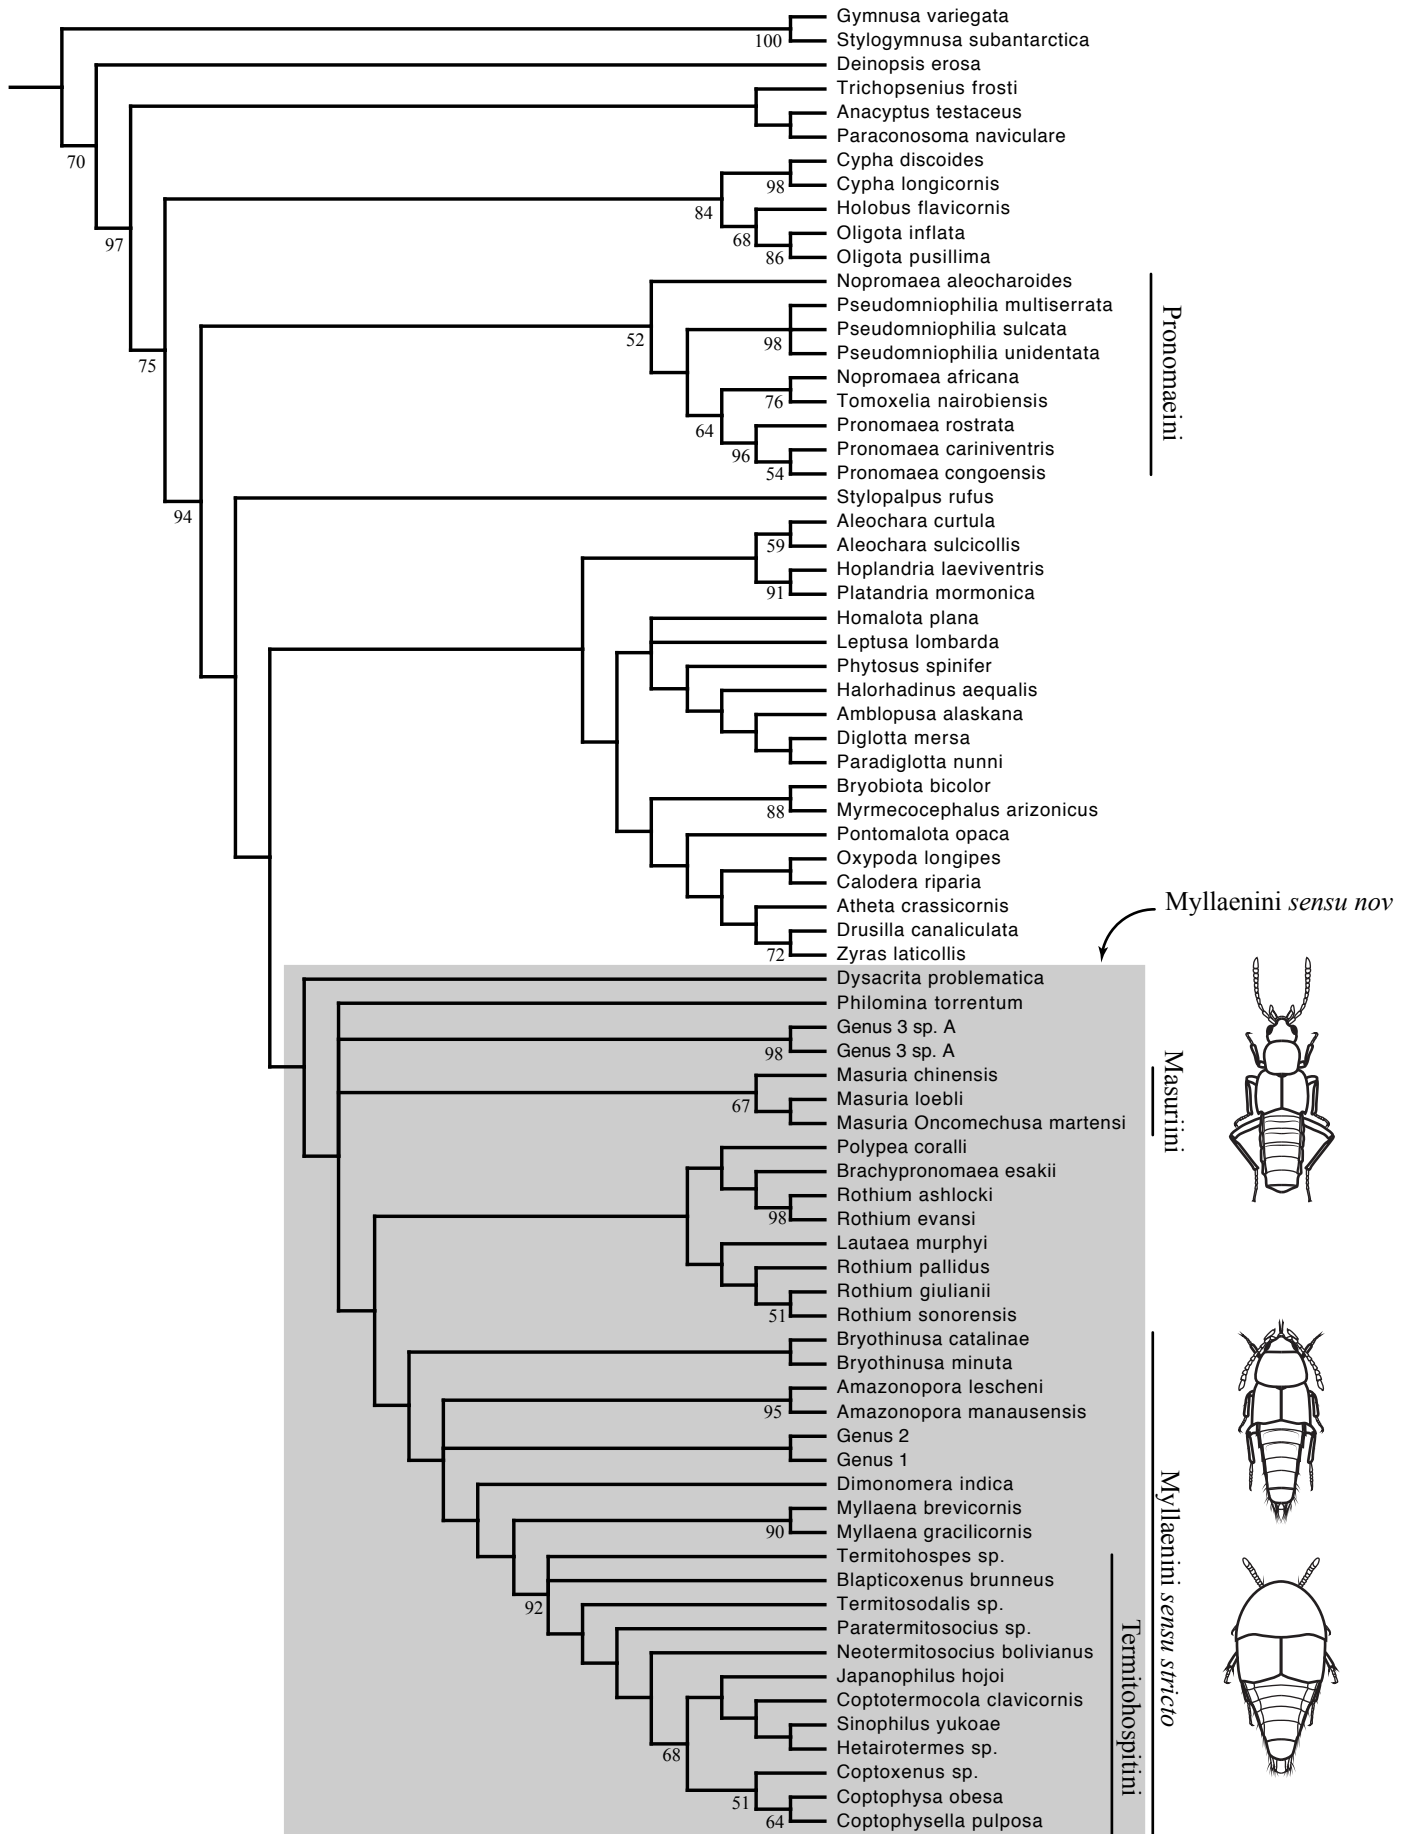 Gymnusa variegata
100
Stylogymnusa subantarctica
Deinopsis erosa
Trichopsenius frosti
Anacyptus testaceus
Paraconosoma naviculare
70
Cypha discoides
98
Cypha longicornis
84
Holobus flavicornis
68
Oligota inflata
97
86
Oligota pusillima
Nopromaea aleocharoides
Pseudomniophilia multiserrata
52
Pseudomniophilia sulcata
98
Pseudomniophilia unidentata
75
Nopromaea africana
76
Tomoxelia nairobiensis
64
Pronomaea rostrata
96
Pronomaea cariniventris
54
Pronomaea congoensis
Pronomaeini
94
Stylopalpus rufus
Aleochara curtula
59
Aleochara sulcicollis
Hoplandria laeviventris
91
Platandria mormonica
Homalota plana
Leptusa lombarda
Phytosus spinifer
Halorhadinus aequalis
Amblopusa alaskana
Diglotta mersa
Paradiglotta nunni
Bryobiota bicolor
88
Myrmecocephalus arizonicus
Pontomalota opaca
Oxypoda longipes
Calodera riparia
Myllaenini sensu nov
Atheta crassicornis
Drusilla canaliculata
72
Zyras laticollis
Dysacrita problematica
Philomina torrentum
Genus 3 sp. A
98
Genus 3 sp. A
Masuria chinensis
67
Masuria loebli
Masuria Oncomechusa martensi
Masuriini
Polypea coralli
Brachypronomaea esakii
Rothium ashlocki
98
Rothium evansi
Lautaea murphyi
Rothium pallidus
Rothium giulianii
51
Rothium sonorensis
Bryothinusa catalinae
Bryothinusa minuta
Amazonopora lescheni
95
Amazonopora manausensis
Genus 2
Genus 1
Dimonomera indica
Myllaena brevicornis
90
Myllaena gracilicornis
Termitohospes sp.
Blapticoxenus brunneus
92
Termitosodalis sp.
Paratermitosocius sp.
Neotermitosocius bolivianus
Japanophilus hojoi
Coptotermocola clavicornis
Sinophilus yukoae
68
Hetairotermes sp.
Coptoxenus sp.
51
Coptophysa obesa
64
Coptophysella pulposa
Termitohospitini
Myllaenini sensu stricto